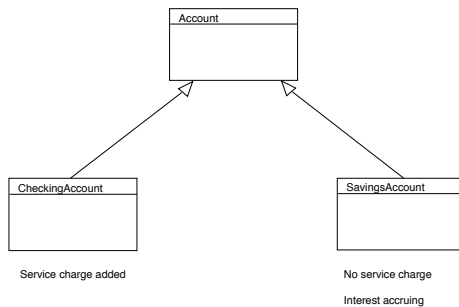 Account
CheckingAccount
SavingsAccount
Service charge added
No service charge
Interest accruing